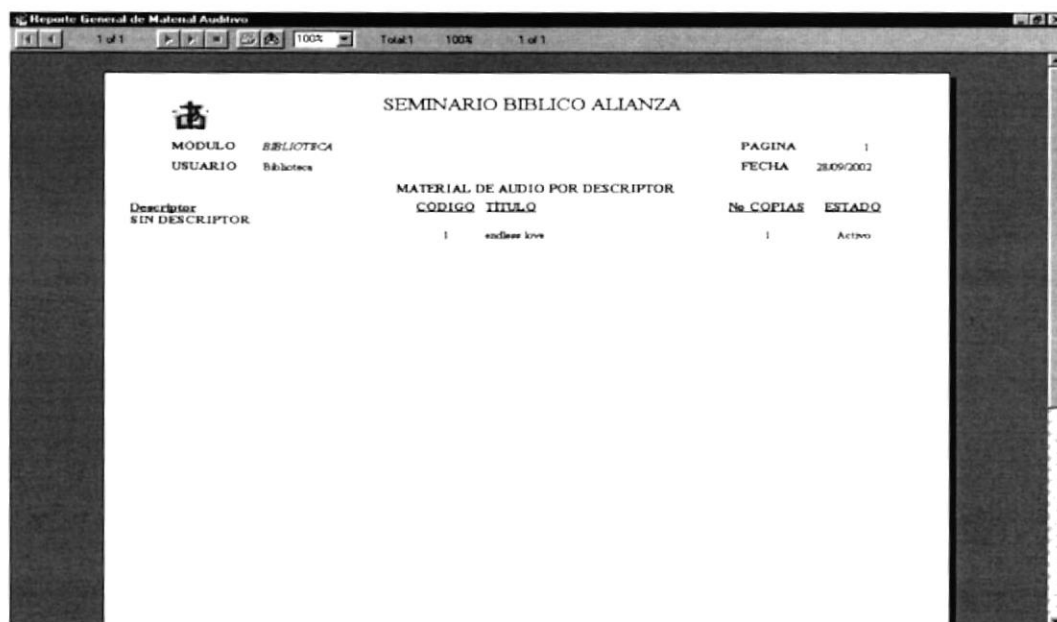 Reporte General de Material Auditivo
1 of 1 100% Total:1 100% 1 of 1
SEMINARIO BIBLICO ALIANZA
MODULO BIBLIOTECA PAGINA 1
USUARIO Biblioteca FECHA 28/09/2002
MATERIAL DE AUDIO POR DESCRIPTOR
Descriptor CODIGO TÍTULO No COPIAS ESTADO
SIN DESCRIPTOR
1 endless love 1 Activo